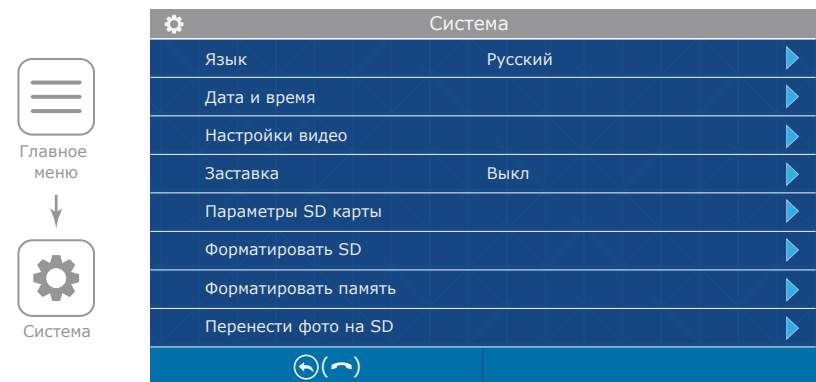 Главное
меню
Система
Система
Язык Русский
Дата и время
Настройки видео
Заставка Выкл
Параметры SD карты
Форматировать SD
Форматировать память
Перенести фото на SD
( )